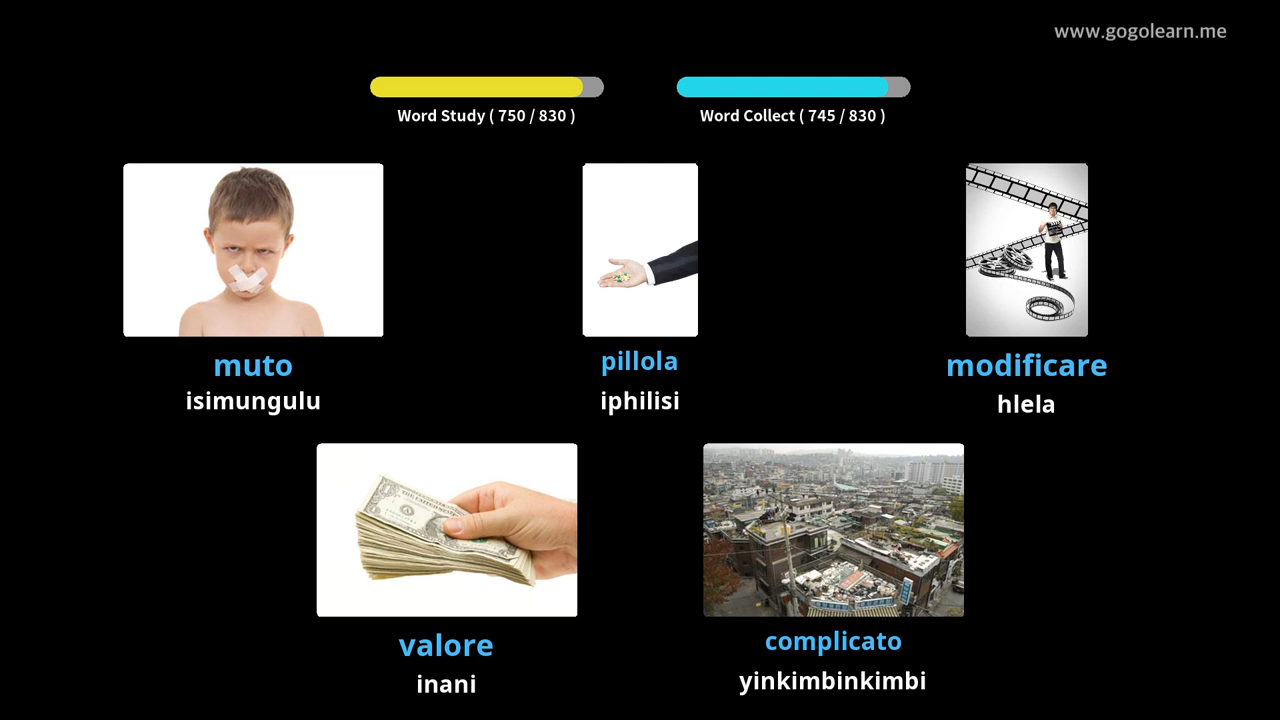 www.gogolearn.me
Word Study ( 750 / 830 )
Word Collect ( 745 / 830 )
muto
isimungulu
pillola
iphilisi
modificare
hlela
valore
inani
complicato
yinkimbinkimbi